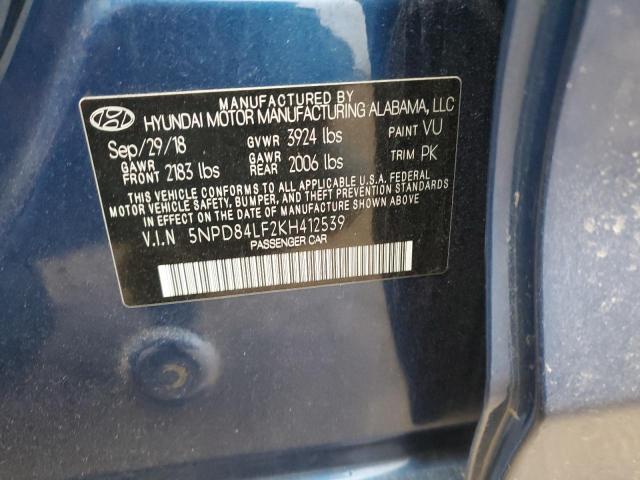 MANUFACTURED BY
HYUNDAI MOTOR MANUFACTURING ALABAMA, LLC
Sep/29/18 GVWR 3924 lbs PAINT VU
GAWR FRONT 2183 lbs GAWR REAR 2006 lbs TRIM PK
THIS VEHICLE CONFORMS TO ALL APPLICABLE U.S.A. FEDERAL
MOTOR VEHICLE SAFETY, BUMPER, AND THEFT PREVENTION STANDARDS
IN EFFECT ON THE DATE OF MANUFACTURE SHOWN ABOVE.
V.I.N 5NPD84LF2KH412539
PASSENGER CAR